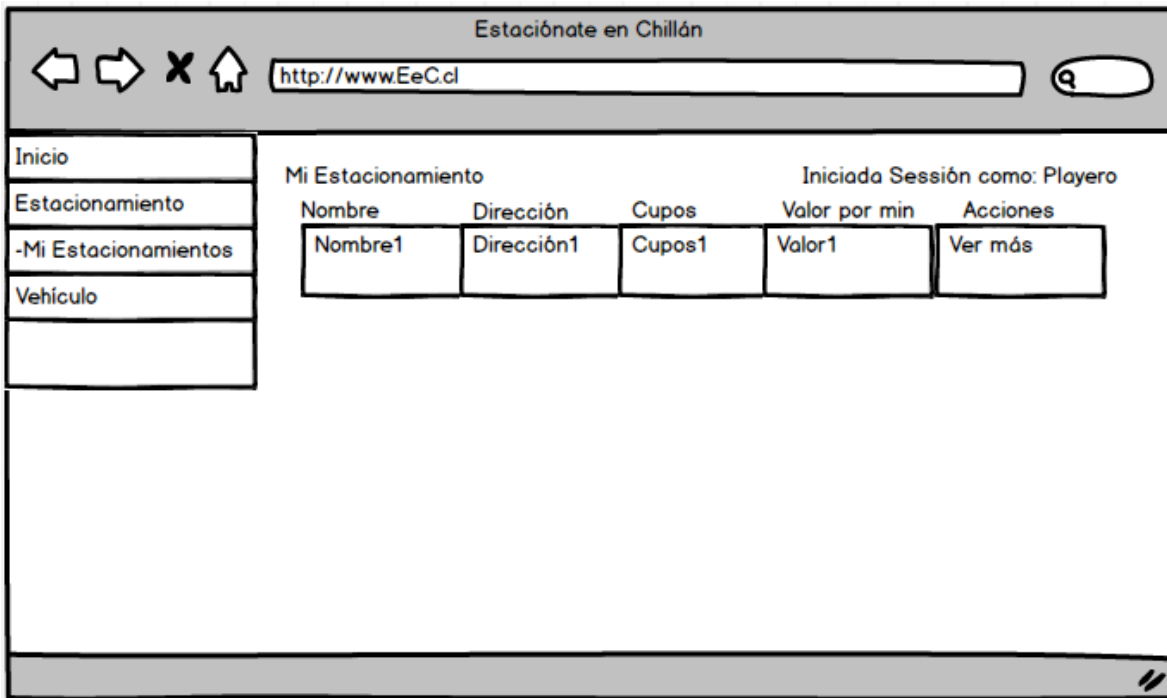 Estaciónate en Chillán
http://www.EeC.cl
Inicio
Estacionamiento
-Mi Estacionamientos
Vehículo
Mi Estacionamiento
Iniciada Sessión como: Playero
Nombre Dirección Cupos Valor por min Acciones
Nombre1 Dirección1 Cupos1 Valor1 Ver más